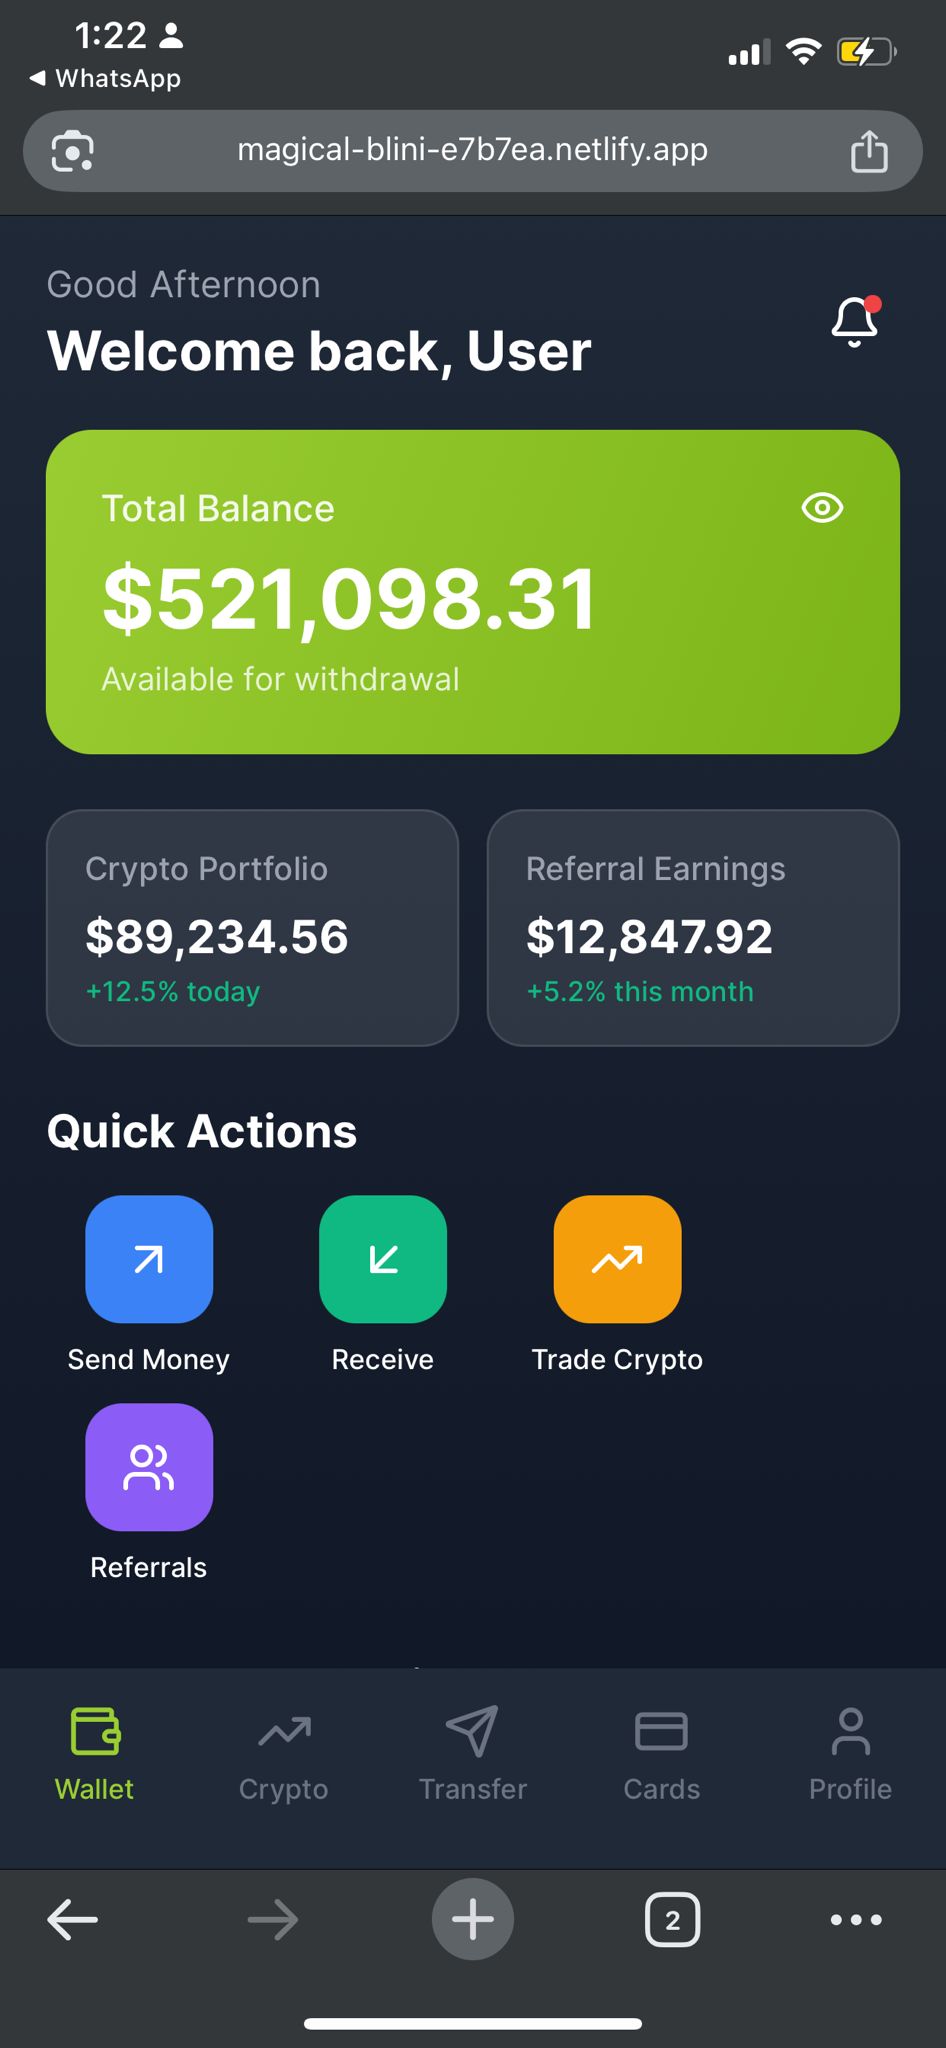 1:22
WhatsApp
magical-blini-e7b7ea.netlify.app
Good Afternoon
Welcome back, User
Total Balance
$521,098.31
Available for withdrawal
Crypto Portfolio
$89,234.56
+12.5% today
Referral Earnings
$12,847.92
+5.2% this month
Quick Actions
Send Money
Receive
Trade Crypto
Referrals
Wallet
Crypto
Transfer
Cards
Profile
2